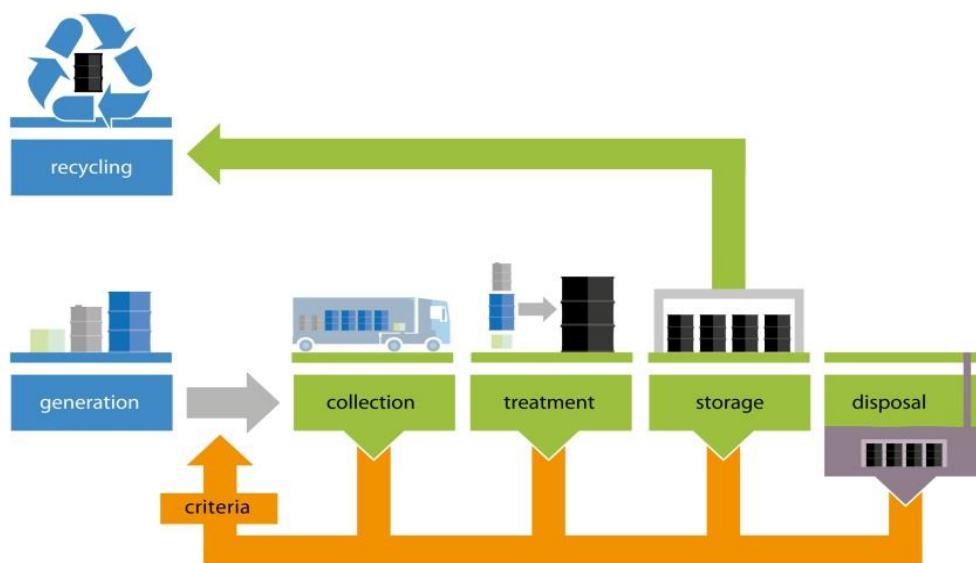 recycling
generation
collection
treatment
storage
disposal
criteria